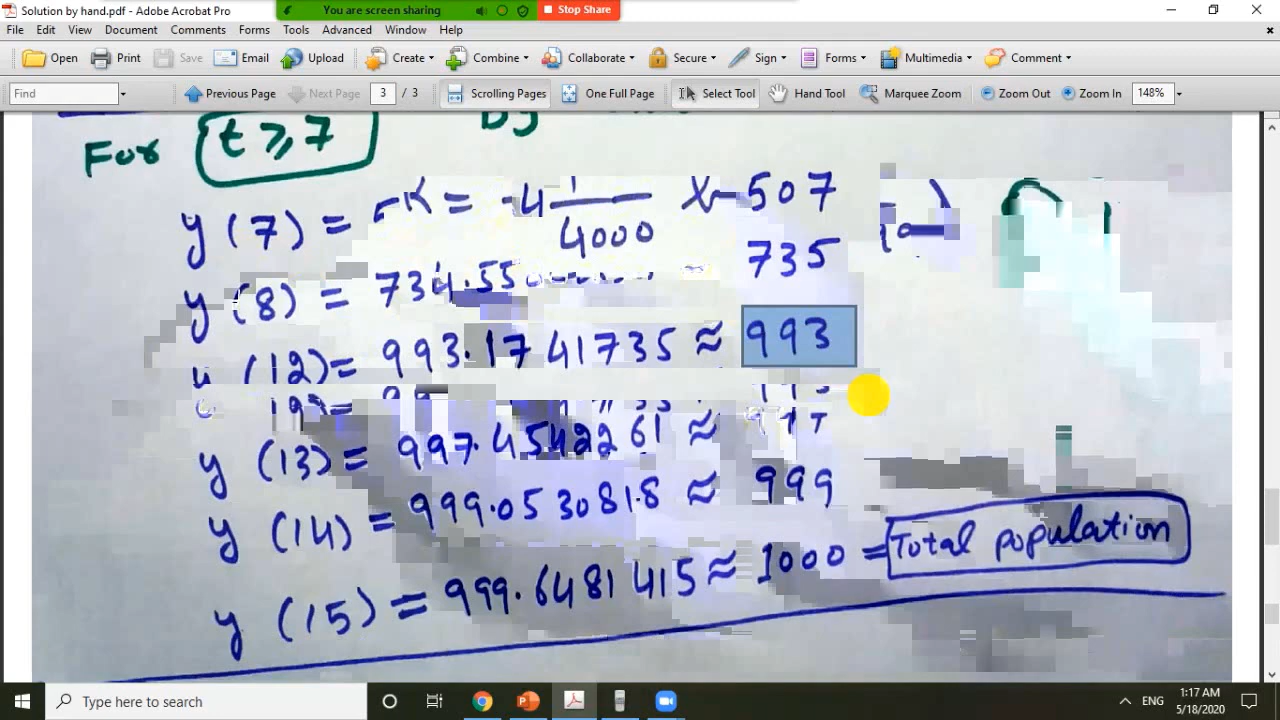 Solution by hand.pdf - Adobe Acrobat Pro
You are screen sharing
Stop Share
File Edit View Document Comments Forms Tools Advanced Window Help
Open Print Save Email Upload Create Combine Collaborate Secure Sign Forms Multimedia Comment
Find Previous Page Next Page 3 / 3 Scrolling Pages One Full Page Select Tool Hand Tool Marquee Zoom Zoom Out Zoom In 148%
For t ≥ 7
y (7) = K = 4000 507
y (8) = 734.55 735
y (12) = 993.1741735 ≈ 993
y (13) = 997.4542261 ≈
y (14) = 999.0530818 ≈ 999
y (15) = 999.6481415 ≈ 1000 = Total population
Type here to search
ENG
1:17 AM
5/18/2020